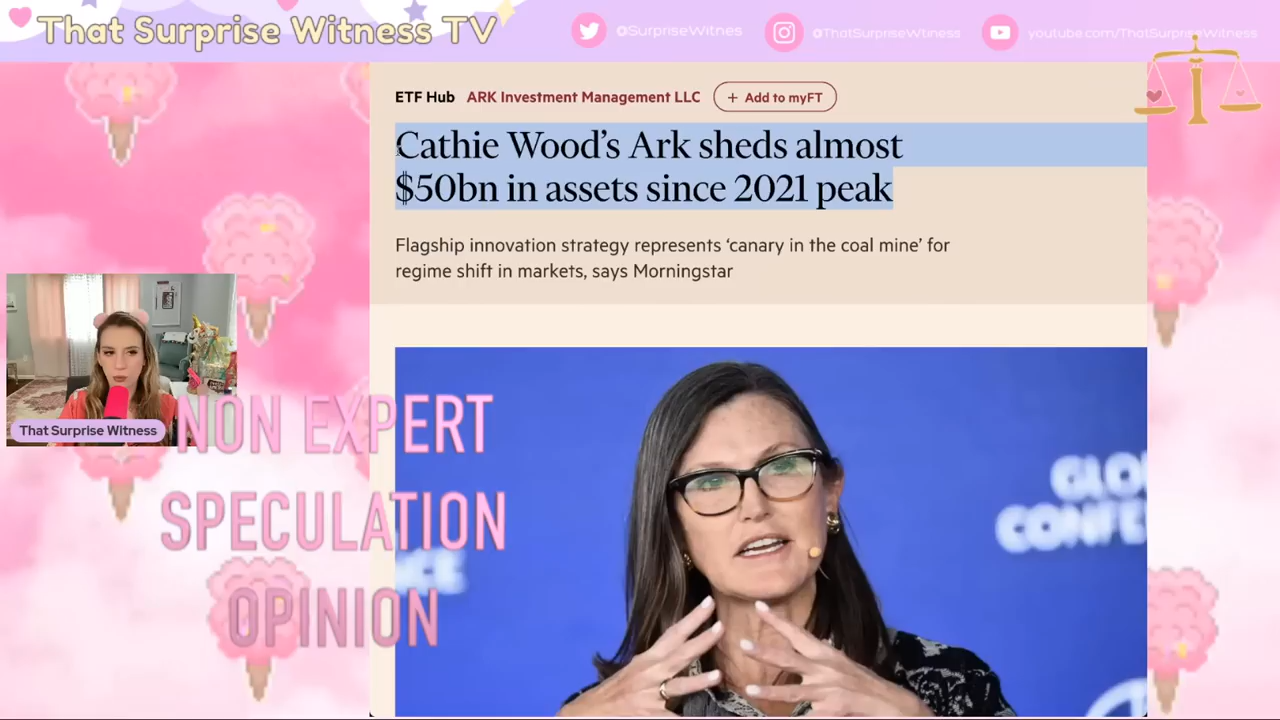 That Surprise Witness TV
@SurpriseWitnes
@ThatSurpriseWitness
youtube.com/ThatSurpriseWitness
ETF Hub ARK Investment Management LLC + Add to myFT
Cathie Wood's Ark sheds almost
$50bn in assets since 2021 peak
Flagship innovation strategy represents 'canary in the coal mine' for
regime shift in markets, says Morningstar
That Surprise Witness
NON EXPERT
SPECULATION
OPINION